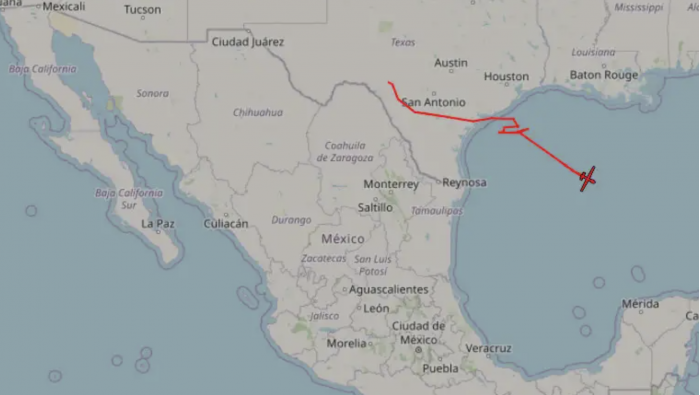 Mexicali
Tucson
Mississippi
Ciudad Juárez
Texas
Louisiana
Austin
Baja California
Houston
Baton Rouge
Sonora
San Antonio
Chihuahua
Coahuila
de Zaragoza
Monterrey
Reynosa
Baja California
Sur
Saltillo
Tamaulipas
La Paz
Culiacán
Durango
México
Zacatecas
San Luis
Potosí
Aguascalientes
León
Mérida
Jalisco
Ciudad de
México
Morelia
Veracruz
Puebla